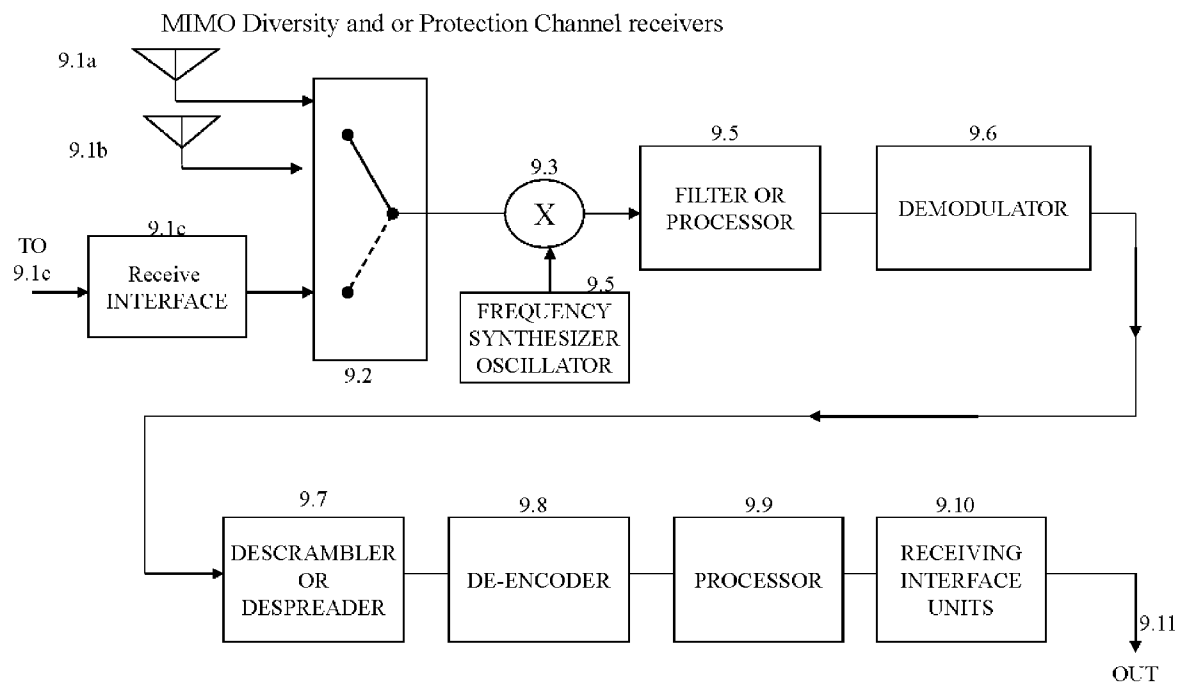 MIMO Diversity and or Protection Channel receivers
9.1a
9.1b
9.1c
TO
9.1c
Receive
INTERFACE
9.2
9.3
X
9.5
FREQUENCY
SYNTHESIZER
OSCILLATOR
9.5
FILTER OR
PROCESSOR
9.6
DEMODULATOR
9.7
DESCRAMBLER
OR
DESPREADER
9.8
DE-ENCODER
9.9
PROCESSOR
9.10
RECEIVING
INTERFACE
UNITS
9.11
OUT